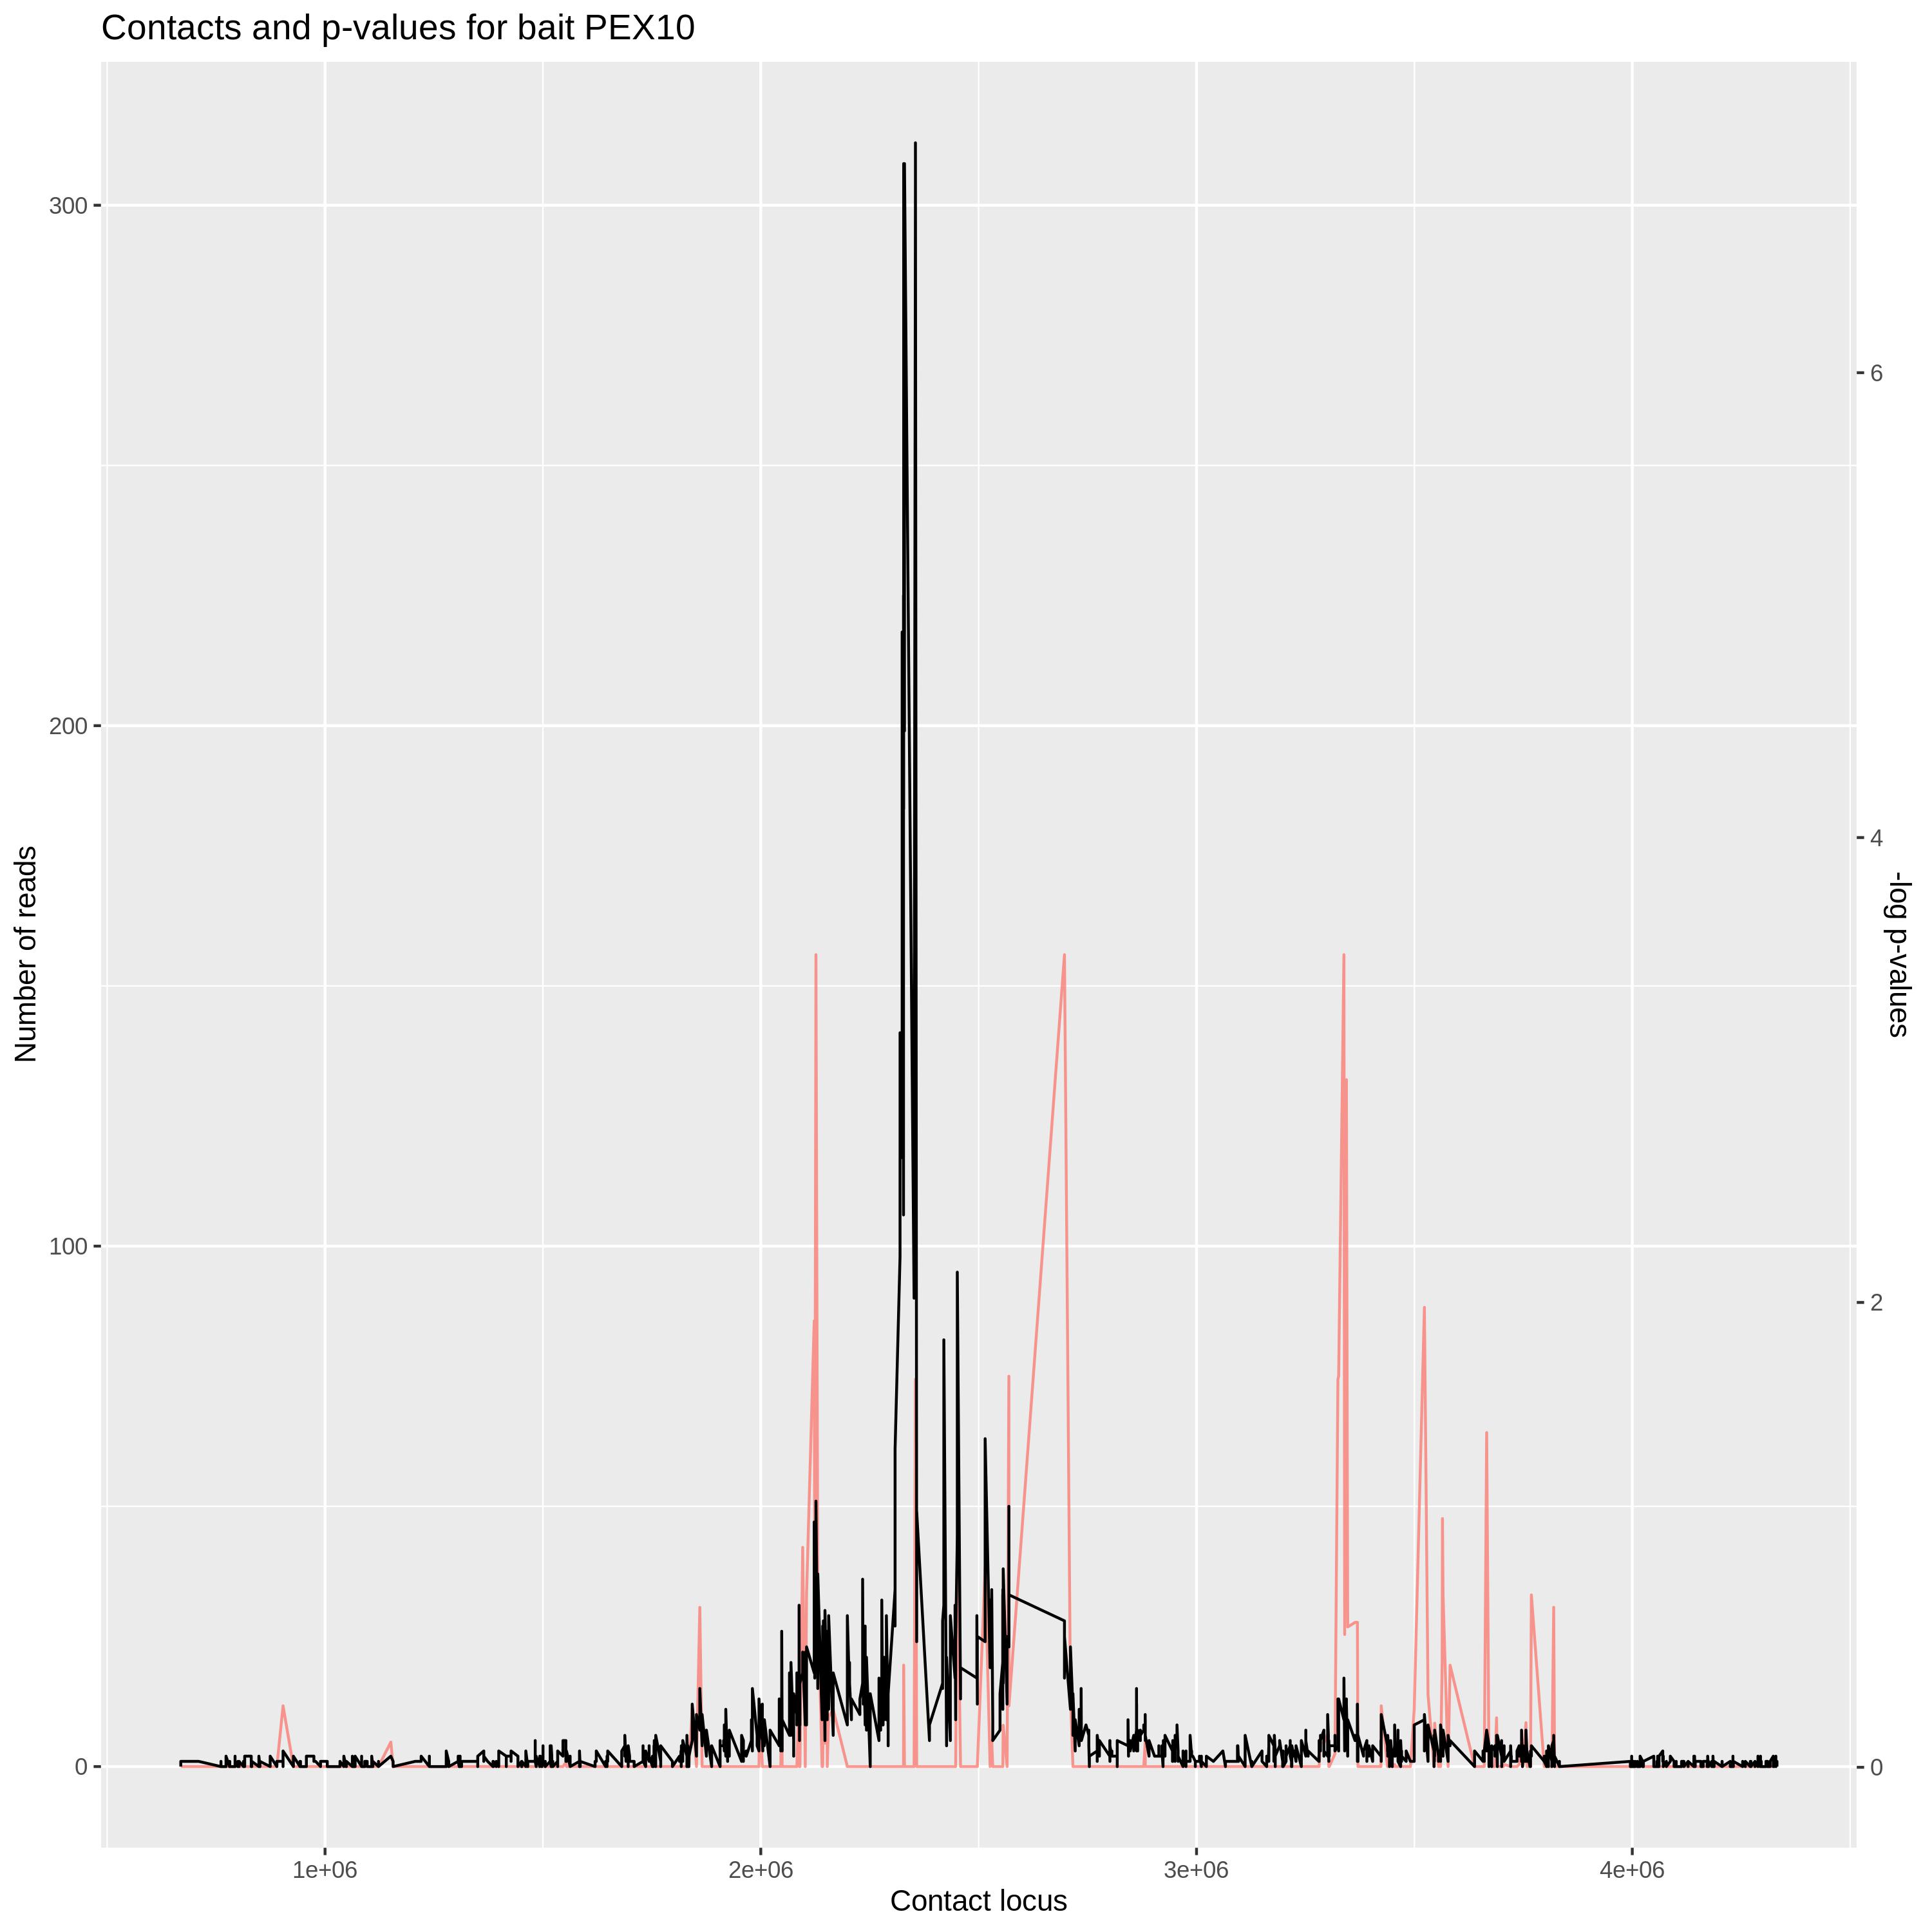 Contacts and p-values for bait PEX10
300
200
100
0
Number of reads
6
4
2
0
-log p-values
1e+06
2e+06
3e+06
4e+06
Contact locus